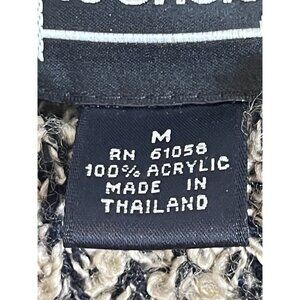 M
RN 61058
100% ACRYLIC
MADE IN
THAILAND